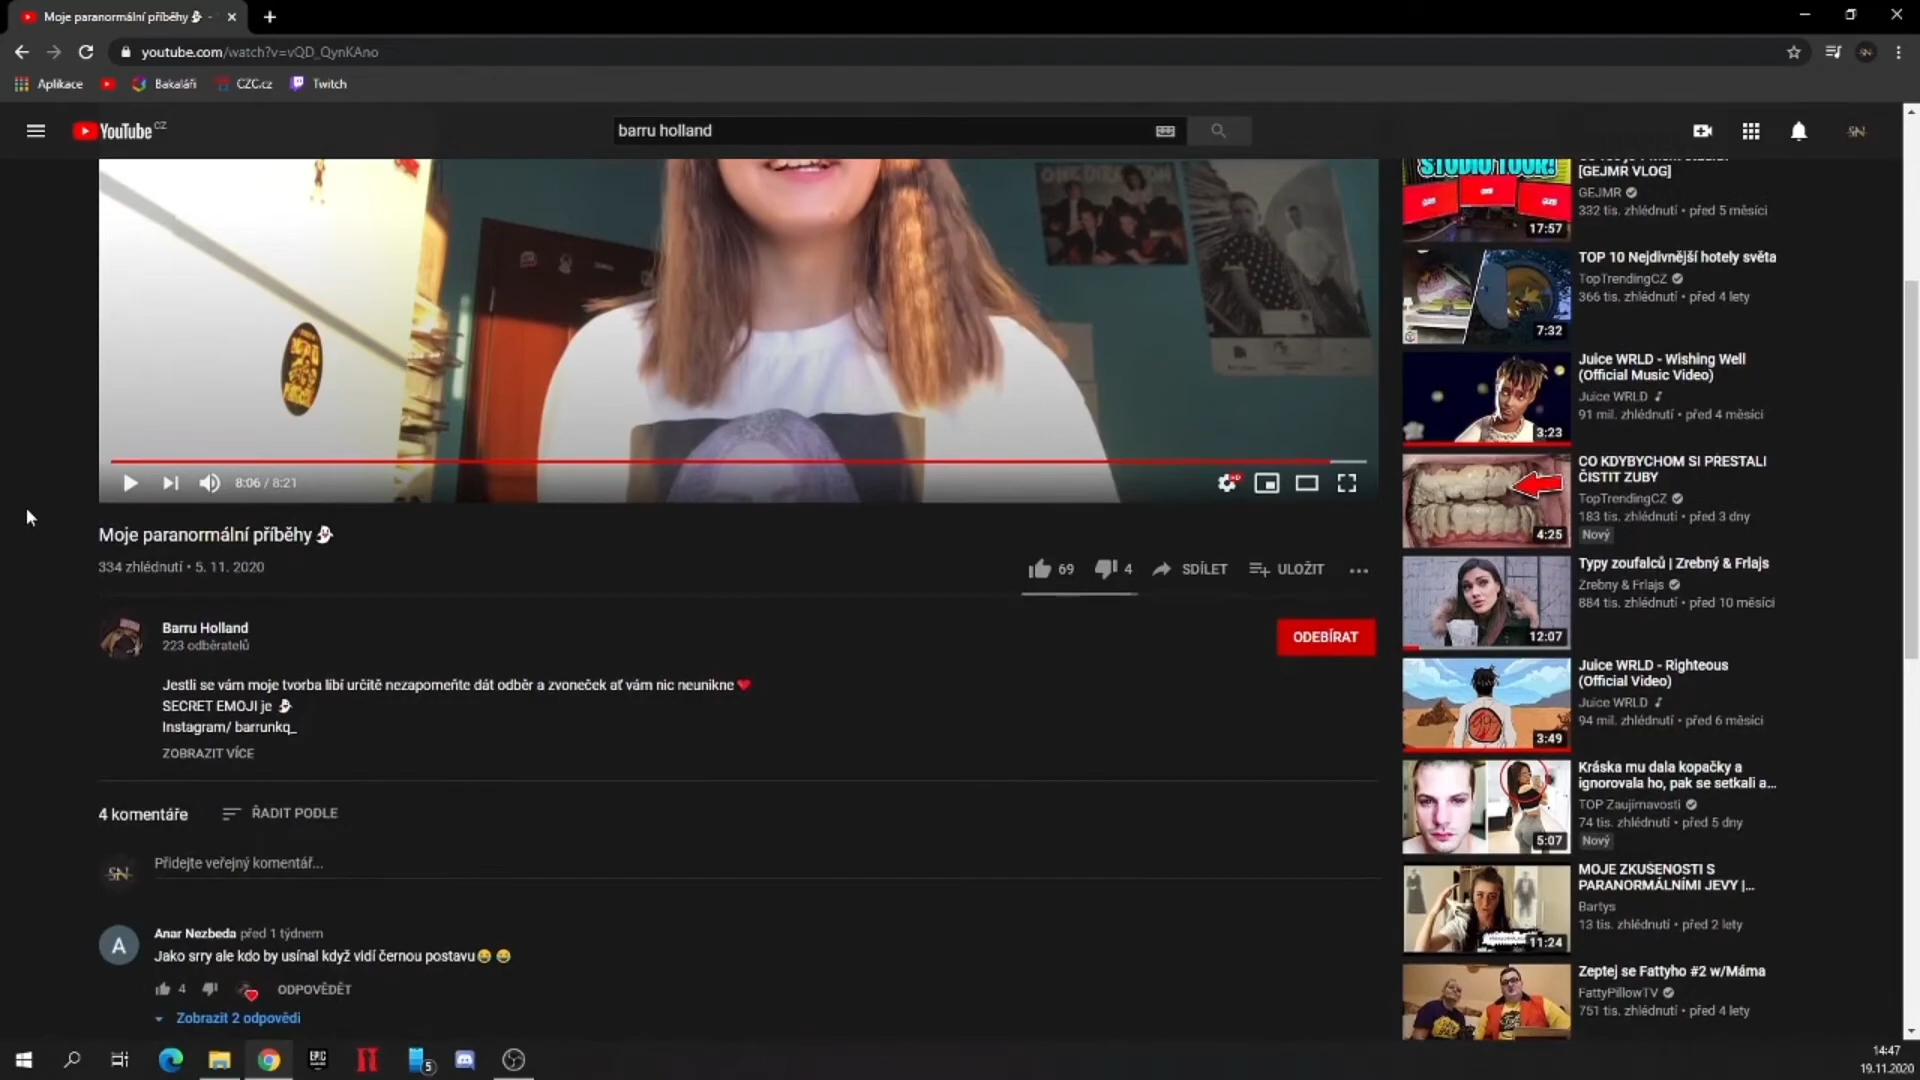 Moje paranormální příběhy
youtube.com/watch?v=vQD_QynKAno
Aplikace
Bakaláři
CZC.cz
Twitch
YouTube CZ
barru holland
SN
ONE DIRECTION
8:06 / 8:21
Moje paranormální příběhy
334 zhlédnutí • 5. 11. 2020
69
4
SDÍLET
ULOŽIT
Barru Holland
223 odběratelů
ODEBÍRAT
Jestli se vám moje tvorba líbí určitě nezapomeňte dát odběr a zvoneček ať vám nic neunikne❤
SECRET EMOJI je 👻
Instagram/ barrunkq_
ZOBRAZIT VÍCE
4 komentáře
ŘADIT PODLE
SN
Přidejte veřejný komentář...
A
Anar Nezbeda před 1 týdnem
Jako srry ale kdo by usínal když vidí černou postavu😂 😂
4
ODPOVĚDĚT
Zobrazit 2 odpovědi
STUDIO TOUR!
17:57
[GEJMR VLOG]
GEJMR
332 tis. zhlédnutí • před 5 měsíci
7:32
TOP 10 Nejdivnější hotely světa
TopTrendingCZ
366 tis. zhlédnutí • před 4 lety
3:23
Juice WRLD - Wishing Well
(Official Music Video)
Juice WRLD
91 mil. zhlédnutí • před 4 měsíci
4:25
CO KDYBYCHOM SI PŘESTALI
ČISTIT ZUBY
TopTrendingCZ
183 tis. zhlédnutí • před 3 dny
Nový
12:07
Typy zoufalců | Zrebný & Frlajs
Zrebny & Frlajs
884 tis. zhlédnutí • před 10 měsíci
3:49
Juice WRLD - Righteous
(Official Video)
Juice WRLD
94 mil. zhlédnutí • před 6 měsíci
5:07
Kráska mu dala kopačky a
ignorovala ho, pak se setkali a...
TOP Zaujímavosti
74 tis. zhlédnutí • před 5 dny
Nový
11:24
MOJE ZKUŠENOSTI S
PARANORMÁLNÍMI JEVY |...
Bartys
13 tis. zhlédnutí • před 2 lety
Zeptej se Fattyho #2 w/Máma
FattyPillowTV
751 tis. zhlédnutí • před 4 lety
EPIC
5
14:47
19.11.2020